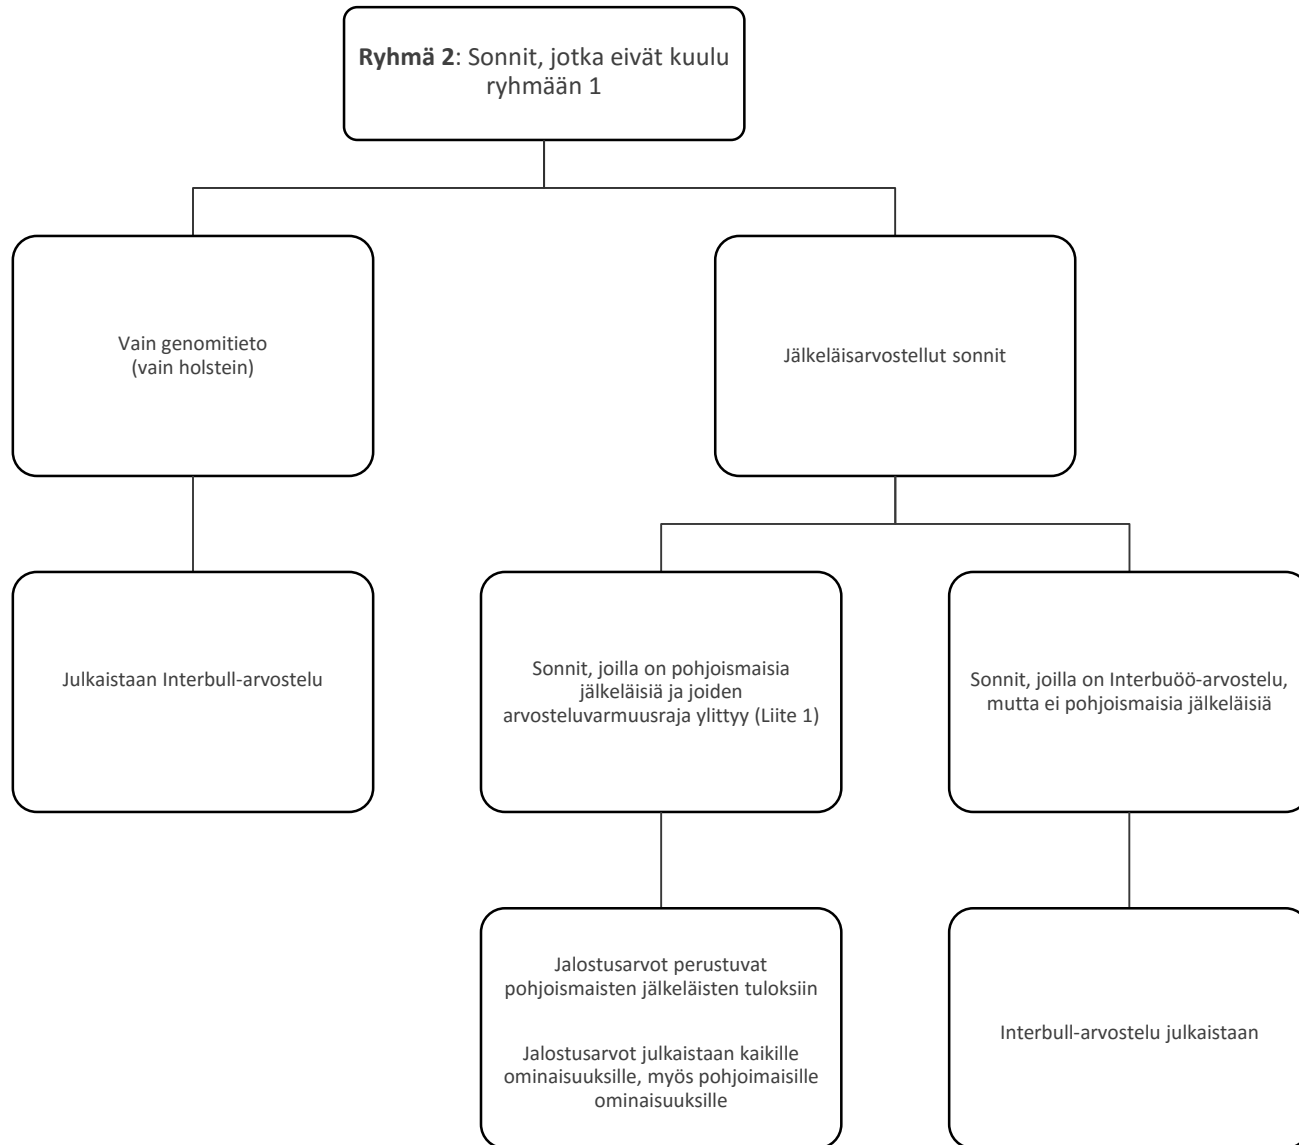 Ryhmä 2: Sonnit, jotka eivät kuulu
ryhmään 1
Vain genomitieto
(vain holstein)
Jälkeläisarvostellut sonnit
Julkaistaan Interbull-arvostelu
Sonnit, joilla on pohjoismaisia
jälkeläisiä ja joiden
arvosteluvarmuusraja ylittyy (Liite 1)
Sonnit, joilla on Interbuöö-arvostelu,
mutta ei pohjoismaisia jälkeläisiä
Jalostusarvot perustuvat
pohjoismaisten jälkeläisten tuloksiin
Jalostusarvot julkaistaan kaikille
ominaisuuksille, myös pohjoimaisille
ominaisuuksille
Interbull-arvostelu julkaistaan